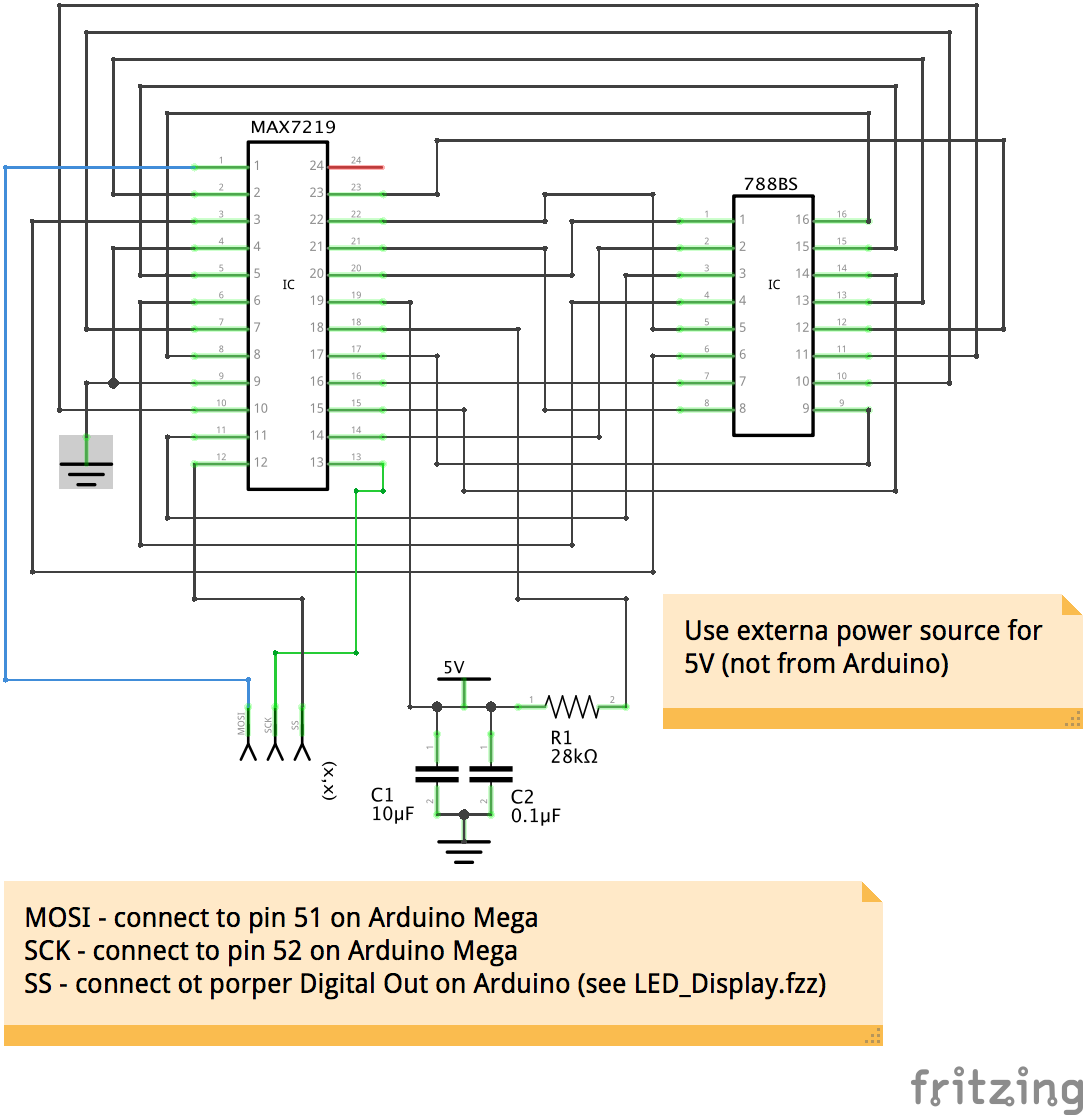 MAX7219
1 1 24 24
2 2 23 23
3 3 22 22
4 4 21 21
5 5 20 20
6 6 19 19
7 7 18 18
8 8 17 17
9 9 16 16
10 10 15 15
11 11 14 14
12 12 13 13
IC
788BS
1 1 16 16
2 2 15 15
3 3 14 14
4 4 13 13
5 5 12 12
6 6 11 11
7 7 10 10
8 8 9 9
IC
Use externa power source for
5V (not from Arduino)
5V
1 2
R1
28kΩ
MOSI
SCK
SS
(x,x)
1
2
C1
10µF
1
2
C2
0.1µF
MOSI - connect to pin 51 on Arduino Mega
SCK - connect to pin 52 on Arduino Mega
SS - connect ot porper Digital Out on Arduino (see LED_Display.fzz)
fritzing